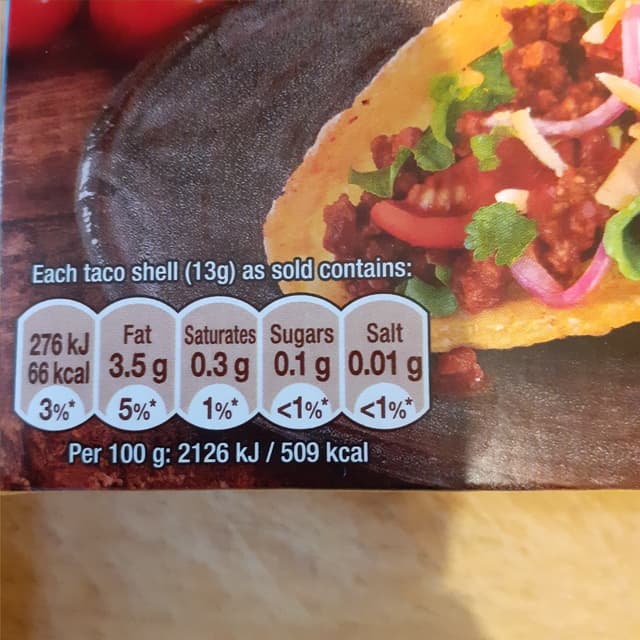 Each taco shell (13g) as sold contains:
276 kJ
66 kcal
3%*
Fat
3.5 g
5%*
Saturates
0.3 g
1%*
Sugars
0.1 g
<1%*
Salt
0.01 g
<1%*
Per 100 g: 2126 kJ / 509 kcal